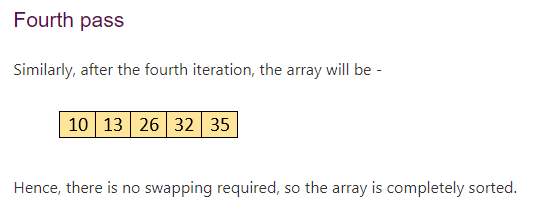 Fourth pass
Similarly, after the fourth iteration, the array will be -
10 13 26 32 35
Hence, there is no swapping required, so the array is completely sorted.